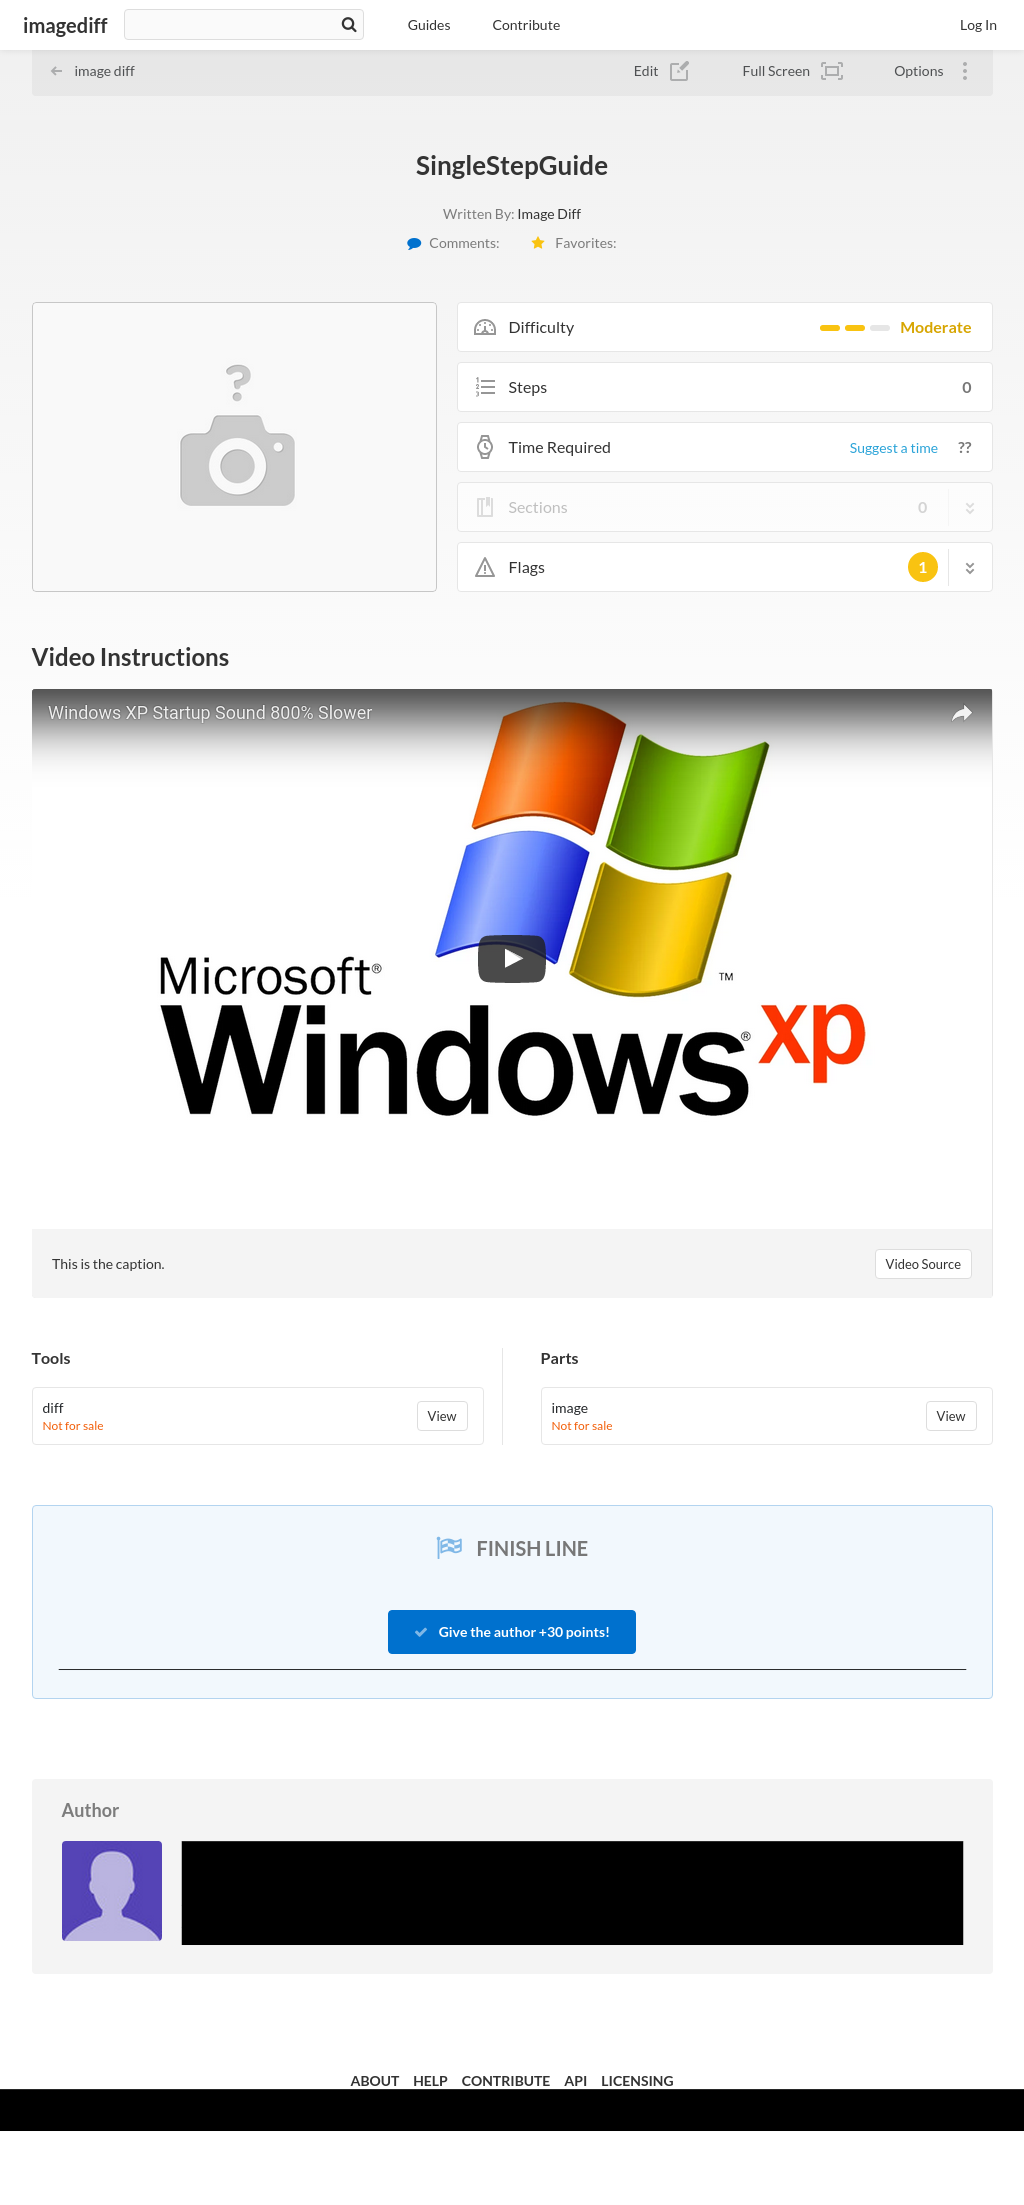 imagediff
Guides
Contribute
Log In
image diff
Edit
Full Screen
Options
SingleStepGuide
Written By: Image Diff
Comments:
Favorites:
?
Difficulty
Moderate
1 2 3
Steps
0
Time Required
Suggest a time
??
Sections
0
Flags
1
Video Instructions
Windows XP Startup Sound 800% Slower
Microsoft®
TM
Windows® xp
This is the caption.
Video Source
Tools
diff
Not for sale
View
Parts
image
Not for sale
View
FINISH LINE
Give the author +30 points!
Author
ABOUT HELP CONTRIBUTE API LICENSING